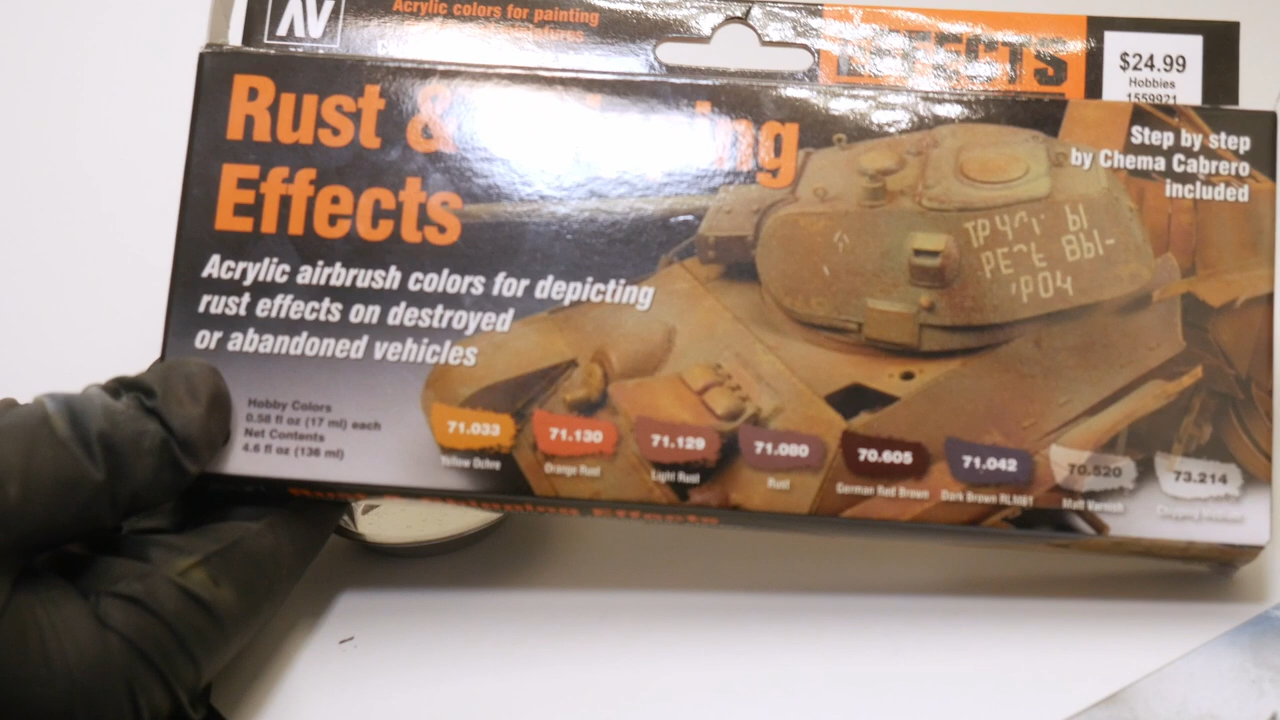 AV
Acrylic colors for painting
EFFECTS
$24.99
Hobbies
1559921
Rust &
Effects
Step by step
by Chema Cabrero
included
Acrylic airbrush colors for depicting
rust effects on destroyed
or abandoned vehicles
Hobby Colors
0.58 fl oz (17 ml) each
Net Contents
4.6 fl oz (136 ml)
71.033
Yellow Ochre
71.130
Orange Rust
71.129
Light Rust
71.080
Rust
70.605
German Red Brown
71.042
Dark Brown RLM61
70.520
Matt Varnish
73.214